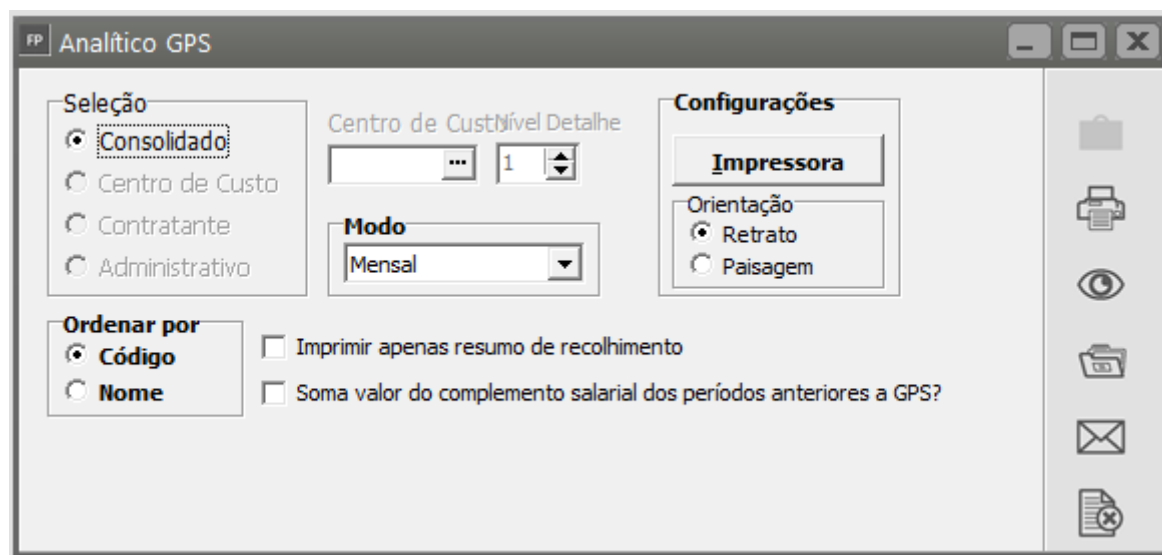 FP Analítico GPS
Seleção
Consolidado
Centro de Custo
Contratante
Administrativo
Centro de Custo Nível Detalhe
1
Modo
Mensal
Configurações
Impressora
Orientação
Retrato
Paisagem
Ordenar por
Código
Nome
Imprimir apenas resumo de recolhimento
Soma valor do complemento salarial dos períodos anteriores a GPS?